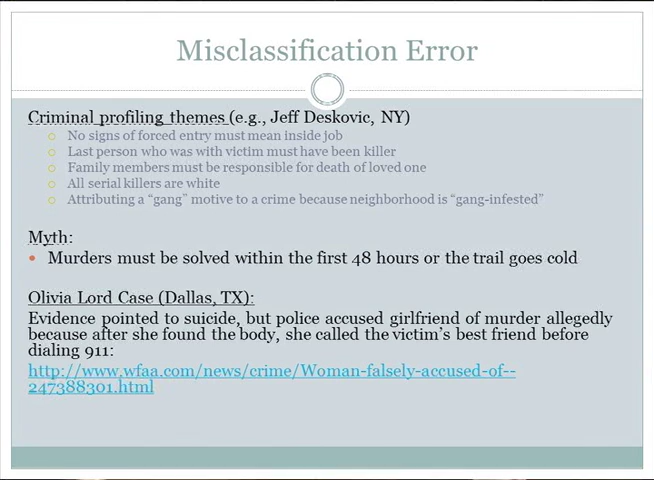 Misclassification Error
Criminal profiling themes (e.g., Jeff Deskovic, NY)
No signs of forced entry must mean inside job
Last person who was with victim must have been killer
Family members must be responsible for death of loved one
All serial killers are white
Attributing a “gang” motive to a crime because neighborhood is “gang-infested”
Myth:
Murders must be solved within the first 48 hours or the trail goes cold
Olivia Lord Case (Dallas, TX):
Evidence pointed to suicide, but police accused girlfriend of murder allegedly
because after she found the body, she called the victim’s best friend before
dialing 911:
http://www.wfaa.com/news/crime/Woman-falsely-accused-of--
247388301.html